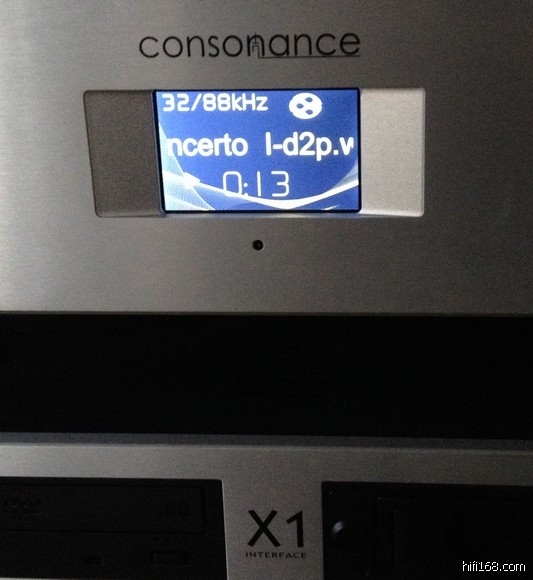 consonance
32/88kHz
ncerto I-d2p.v
0:13
X1
INTERFACE
hifi168.com